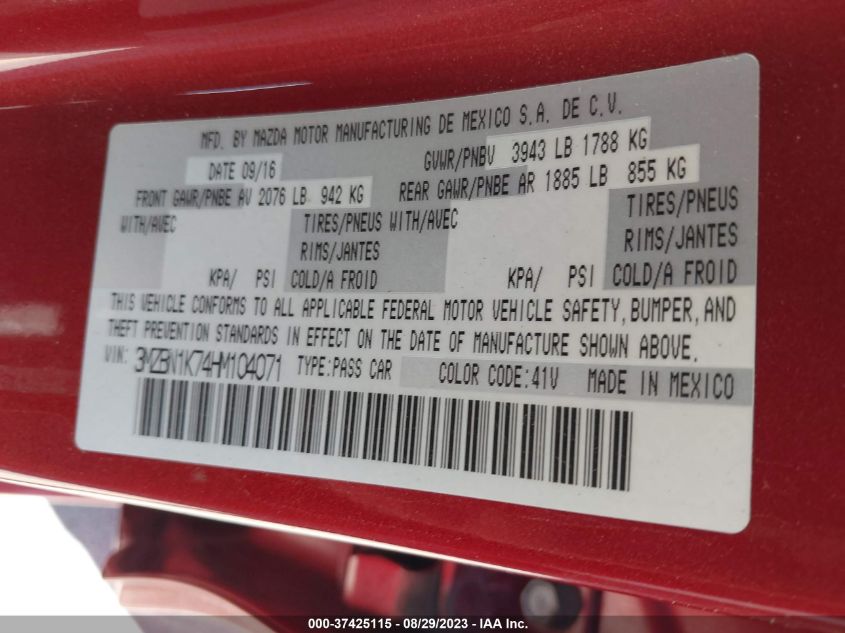 MFD. BY MAZDA MOTOR MANUFACTURING DE MEXICO S.A. DE C.V.
DATE 09/16 GVWR/PNBV 3943 LB 1788 KG
FRONT GAWR/PNBE AV 2076 LB 942 KG REAR GAWR/PNBE AR 1885 LB 855 KG
WITH/AVEC TIRES/PNEUS WITH/AVEC TIRES/PNEUS
RIMS/JANTES RIMS/JANTES
KPA/ PSI COLD/A FROID KPA/ PSI COLD/A FROID
THIS VEHICLE CONFORMS TO ALL APPLICABLE FEDERAL MOTOR VEHICLE SAFETY, BUMPER, AND
THEFT PREVENTION STANDARDS IN EFFECT ON THE DATE OF MANUFACTURE SHOWN ABOVE.
VIN: 3MZBN1K74HM104071 TYPE:PASS CAR COLOR CODE:41V MADE IN MEXICO
000-37425115 - 08/29/2023 - IAA Inc.